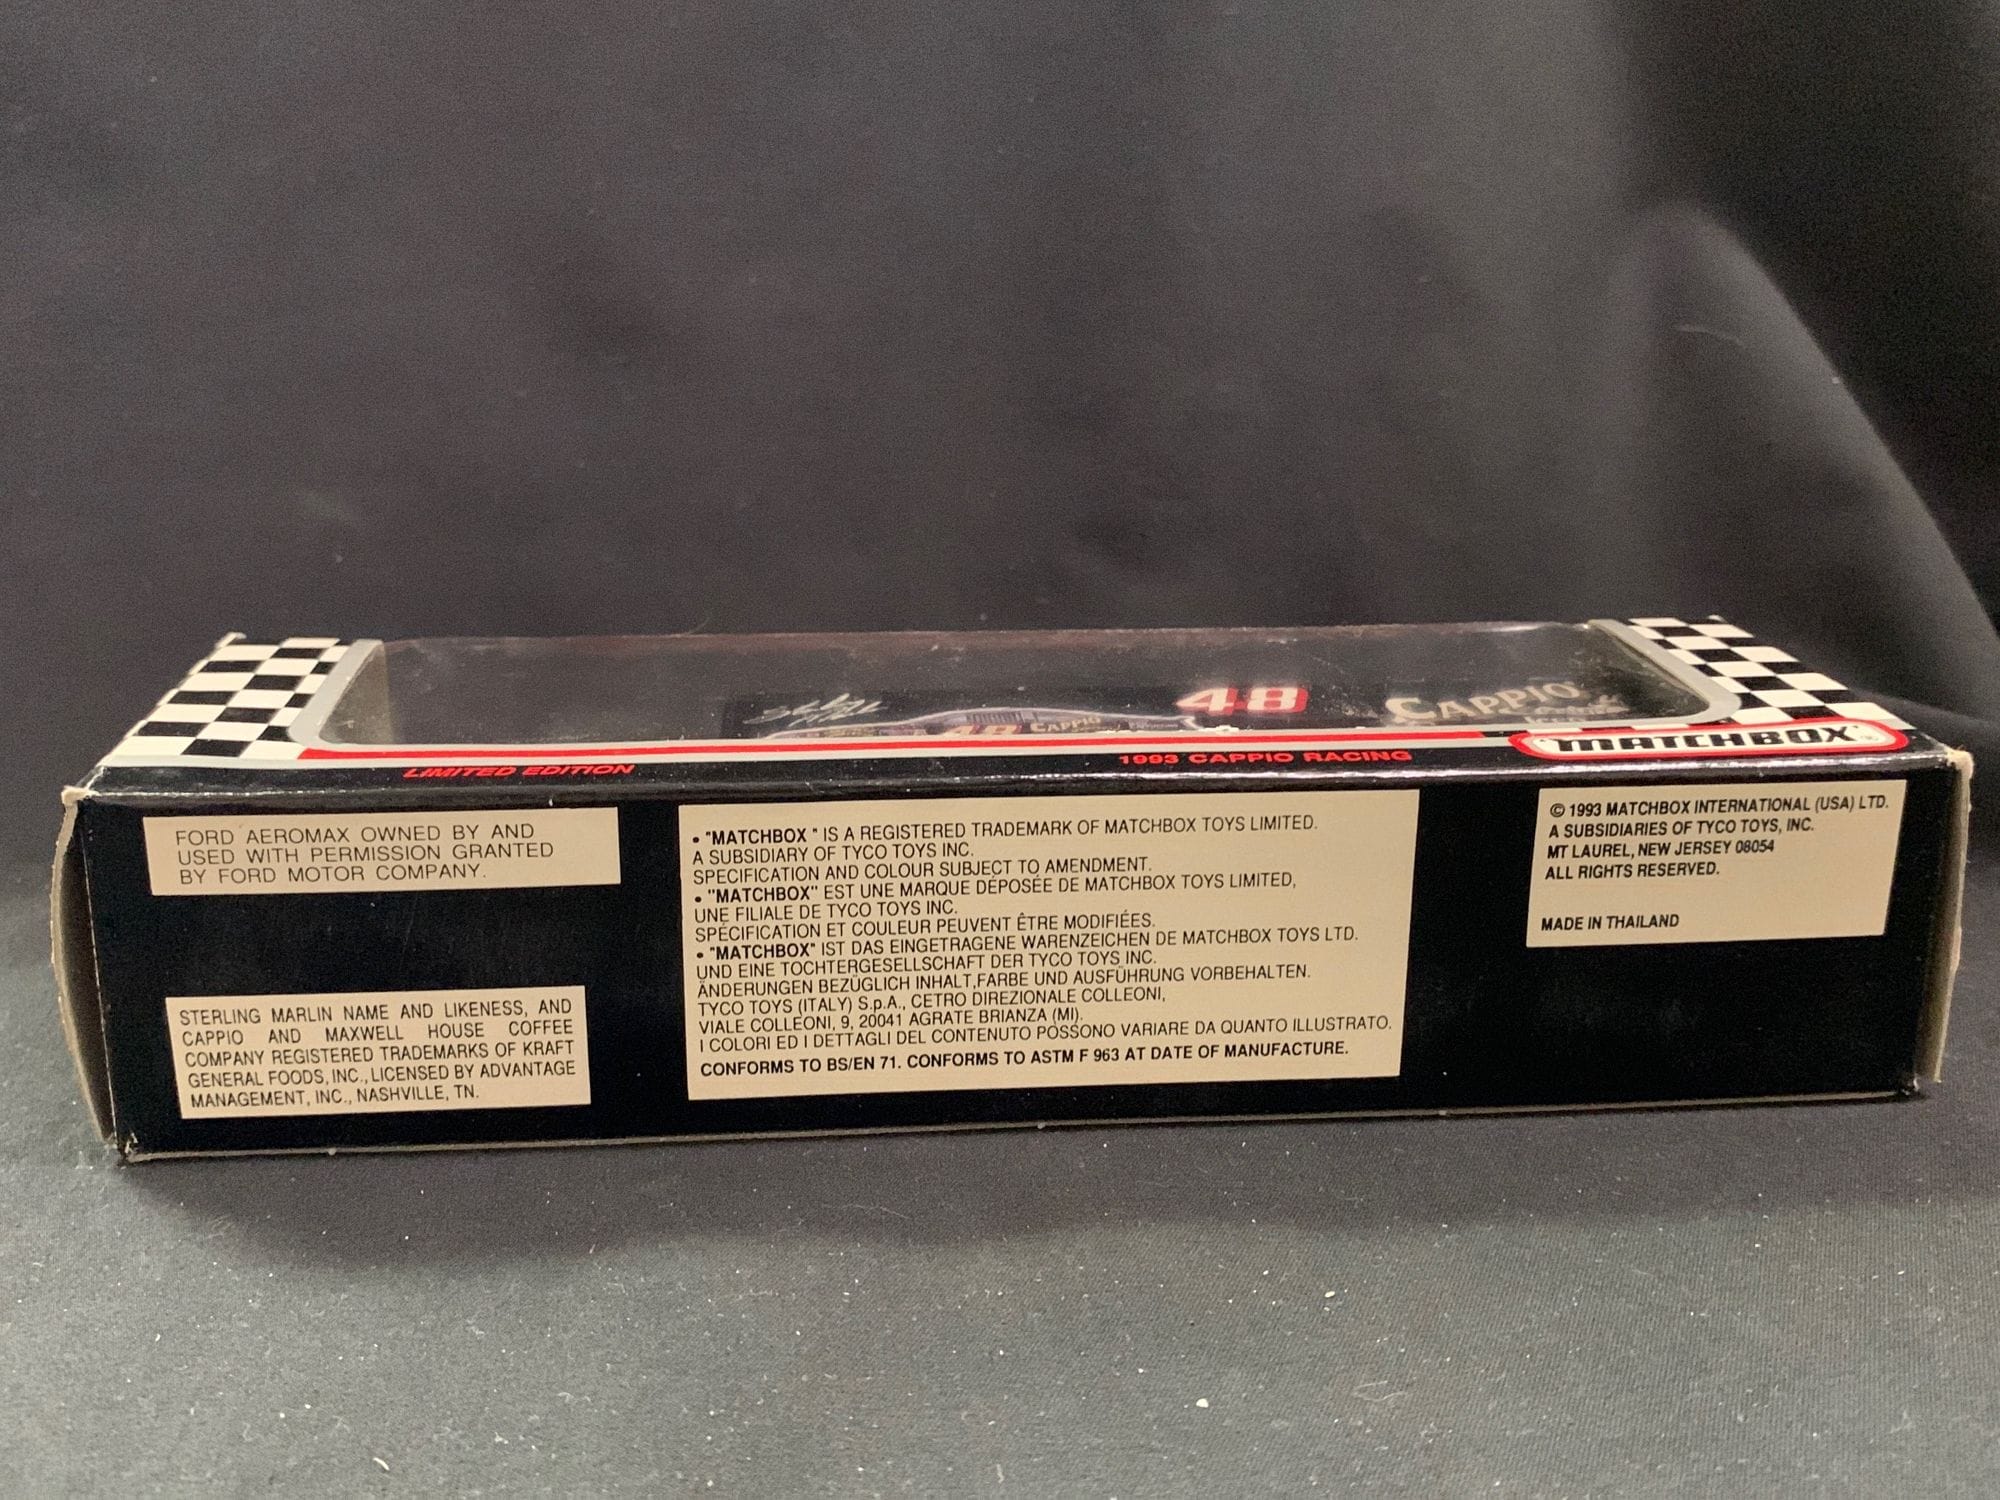 48
CAPPIO
48 CAPPIO
MATCHBOX
LIMITED EDITION
1993 CAPPIO RACING
FORD AEROMAX OWNED BY AND
USED WITH PERMISSION GRANTED
BY FORD MOTOR COMPANY.
STERLING MARLIN NAME AND LIKENESS, AND
CAPPIO AND MAXWELL HOUSE COFFEE
COMPANY REGISTERED TRADEMARKS OF KRAFT
GENERAL FOODS, INC., LICENSED BY ADVANTAGE
MANAGEMENT, INC., NASHVILLE, TN.
• "MATCHBOX " IS A REGISTERED TRADEMARK OF MATCHBOX TOYS LIMITED.
A SUBSIDIARY OF TYCO TOYS INC.
SPECIFICATION AND COLOUR SUBJECT TO AMENDMENT.
• "MATCHBOX" EST UNE MARQUE DÉPOSÉE DE MATCHBOX TOYS LIMITED,
UNE FILIALE DE TYCO TOYS INC.
SPÉCIFICATION ET COULEUR PEUVENT ÊTRE MODIFIÉES.
• "MATCHBOX" IST DAS EINGETRAGENE WARENZEICHEN DE MATCHBOX TOYS LTD.
UND EINE TOCHTERGESELLSCHAFT DER TYCO TOYS INC.
ÄNDERUNGEN BEZÜGLICH INHALT,FARBE UND AUSFÜHRUNG VORBEHALTEN.
TYCO TOYS (ITALY) S.p.A., CETRO DIREZIONALE COLLEONI,
VIALE COLLEONI, 9, 20041 AGRATE BRIANZA (MI).
I COLORI ED I DETTAGLI DEL CONTENUTO POSSONO VARIARE DA QUANTO ILLUSTRATO.
CONFORMS TO BS/EN 71. CONFORMS TO ASTM F 963 AT DATE OF MANUFACTURE.
© 1993 MATCHBOX INTERNATIONAL (USA) LTD.
A SUBSIDIARIES OF TYCO TOYS, INC.
MT LAUREL, NEW JERSEY 08054
ALL RIGHTS RESERVED.
MADE IN THAILAND